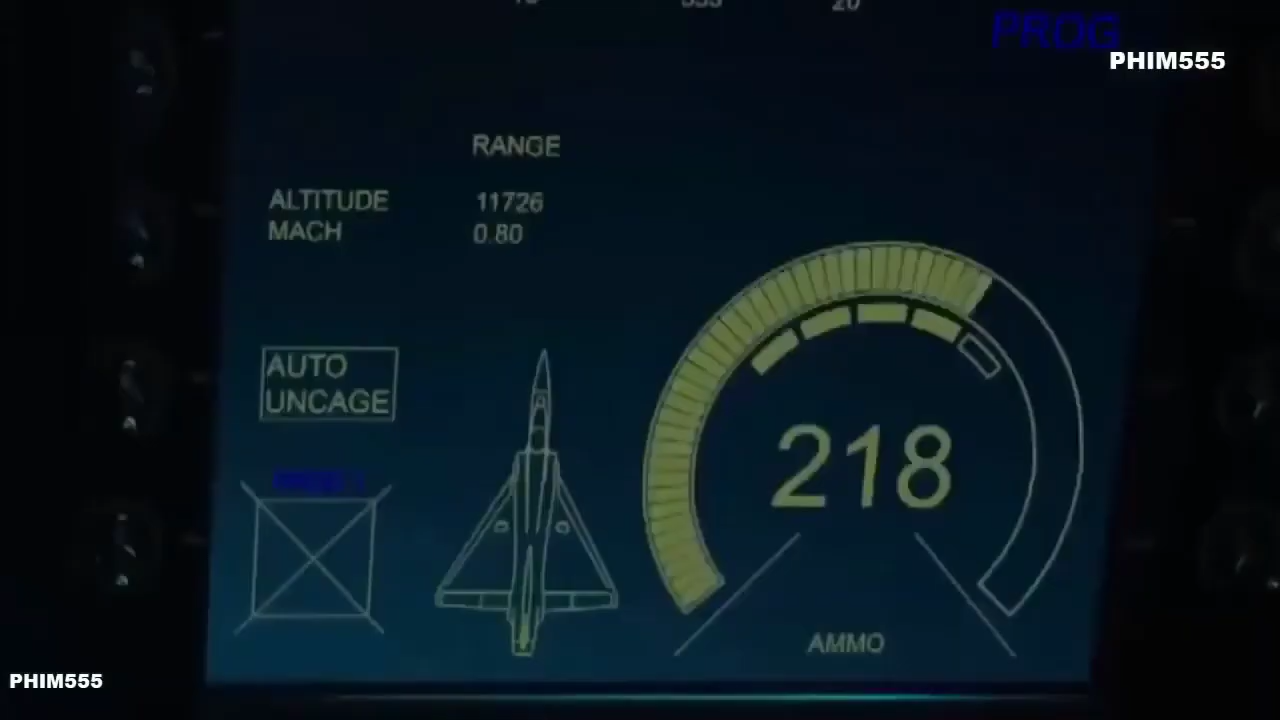 PROG
PHIM555
RANGE
ALTITUDE 11726
MACH 0.80
AUTO
UNCAGE
218
AMMO
PHIM555